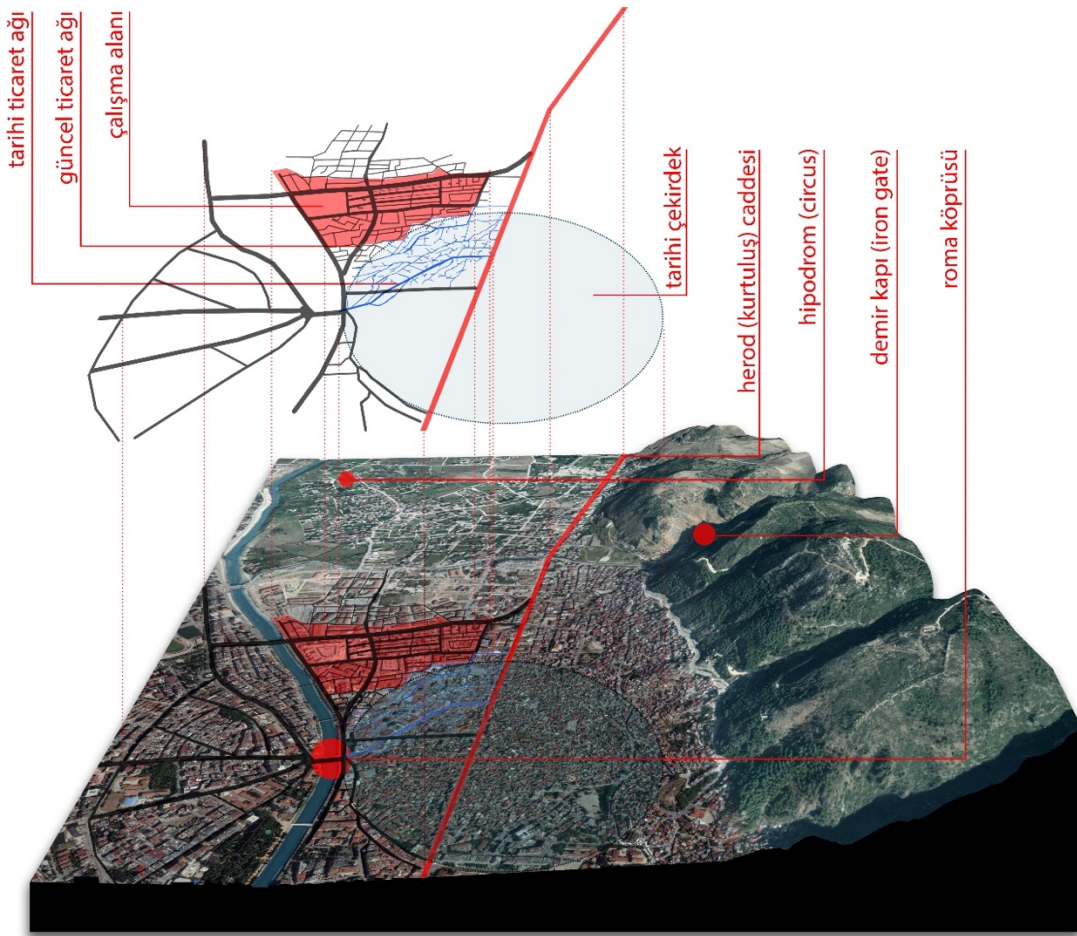 tarihi ticaret ağı
güncel ticaret ağı
çalışma alanı
tarihi çekirdek
herod (kurtuluş) caddesi
hipodrom (circus)
demir kapı (iron gate)
roma köprüsü